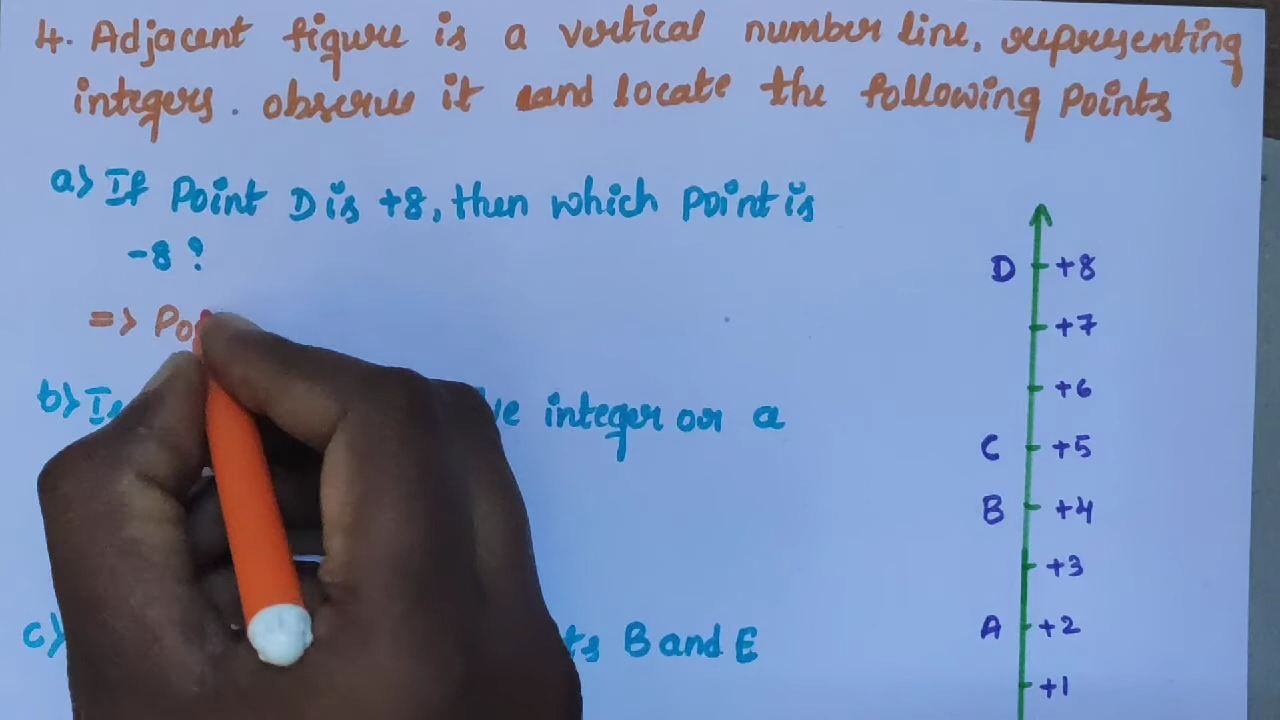 4. Adjacent figure is a vertical number line, representing
integers. observe it and locate the following Points
a) If Point D is +8, then which point is
-8 ?
=> Po
b) integer or a
c) B and E
D +8
+7
+6
C +5
B +4
+3
A +2
+1